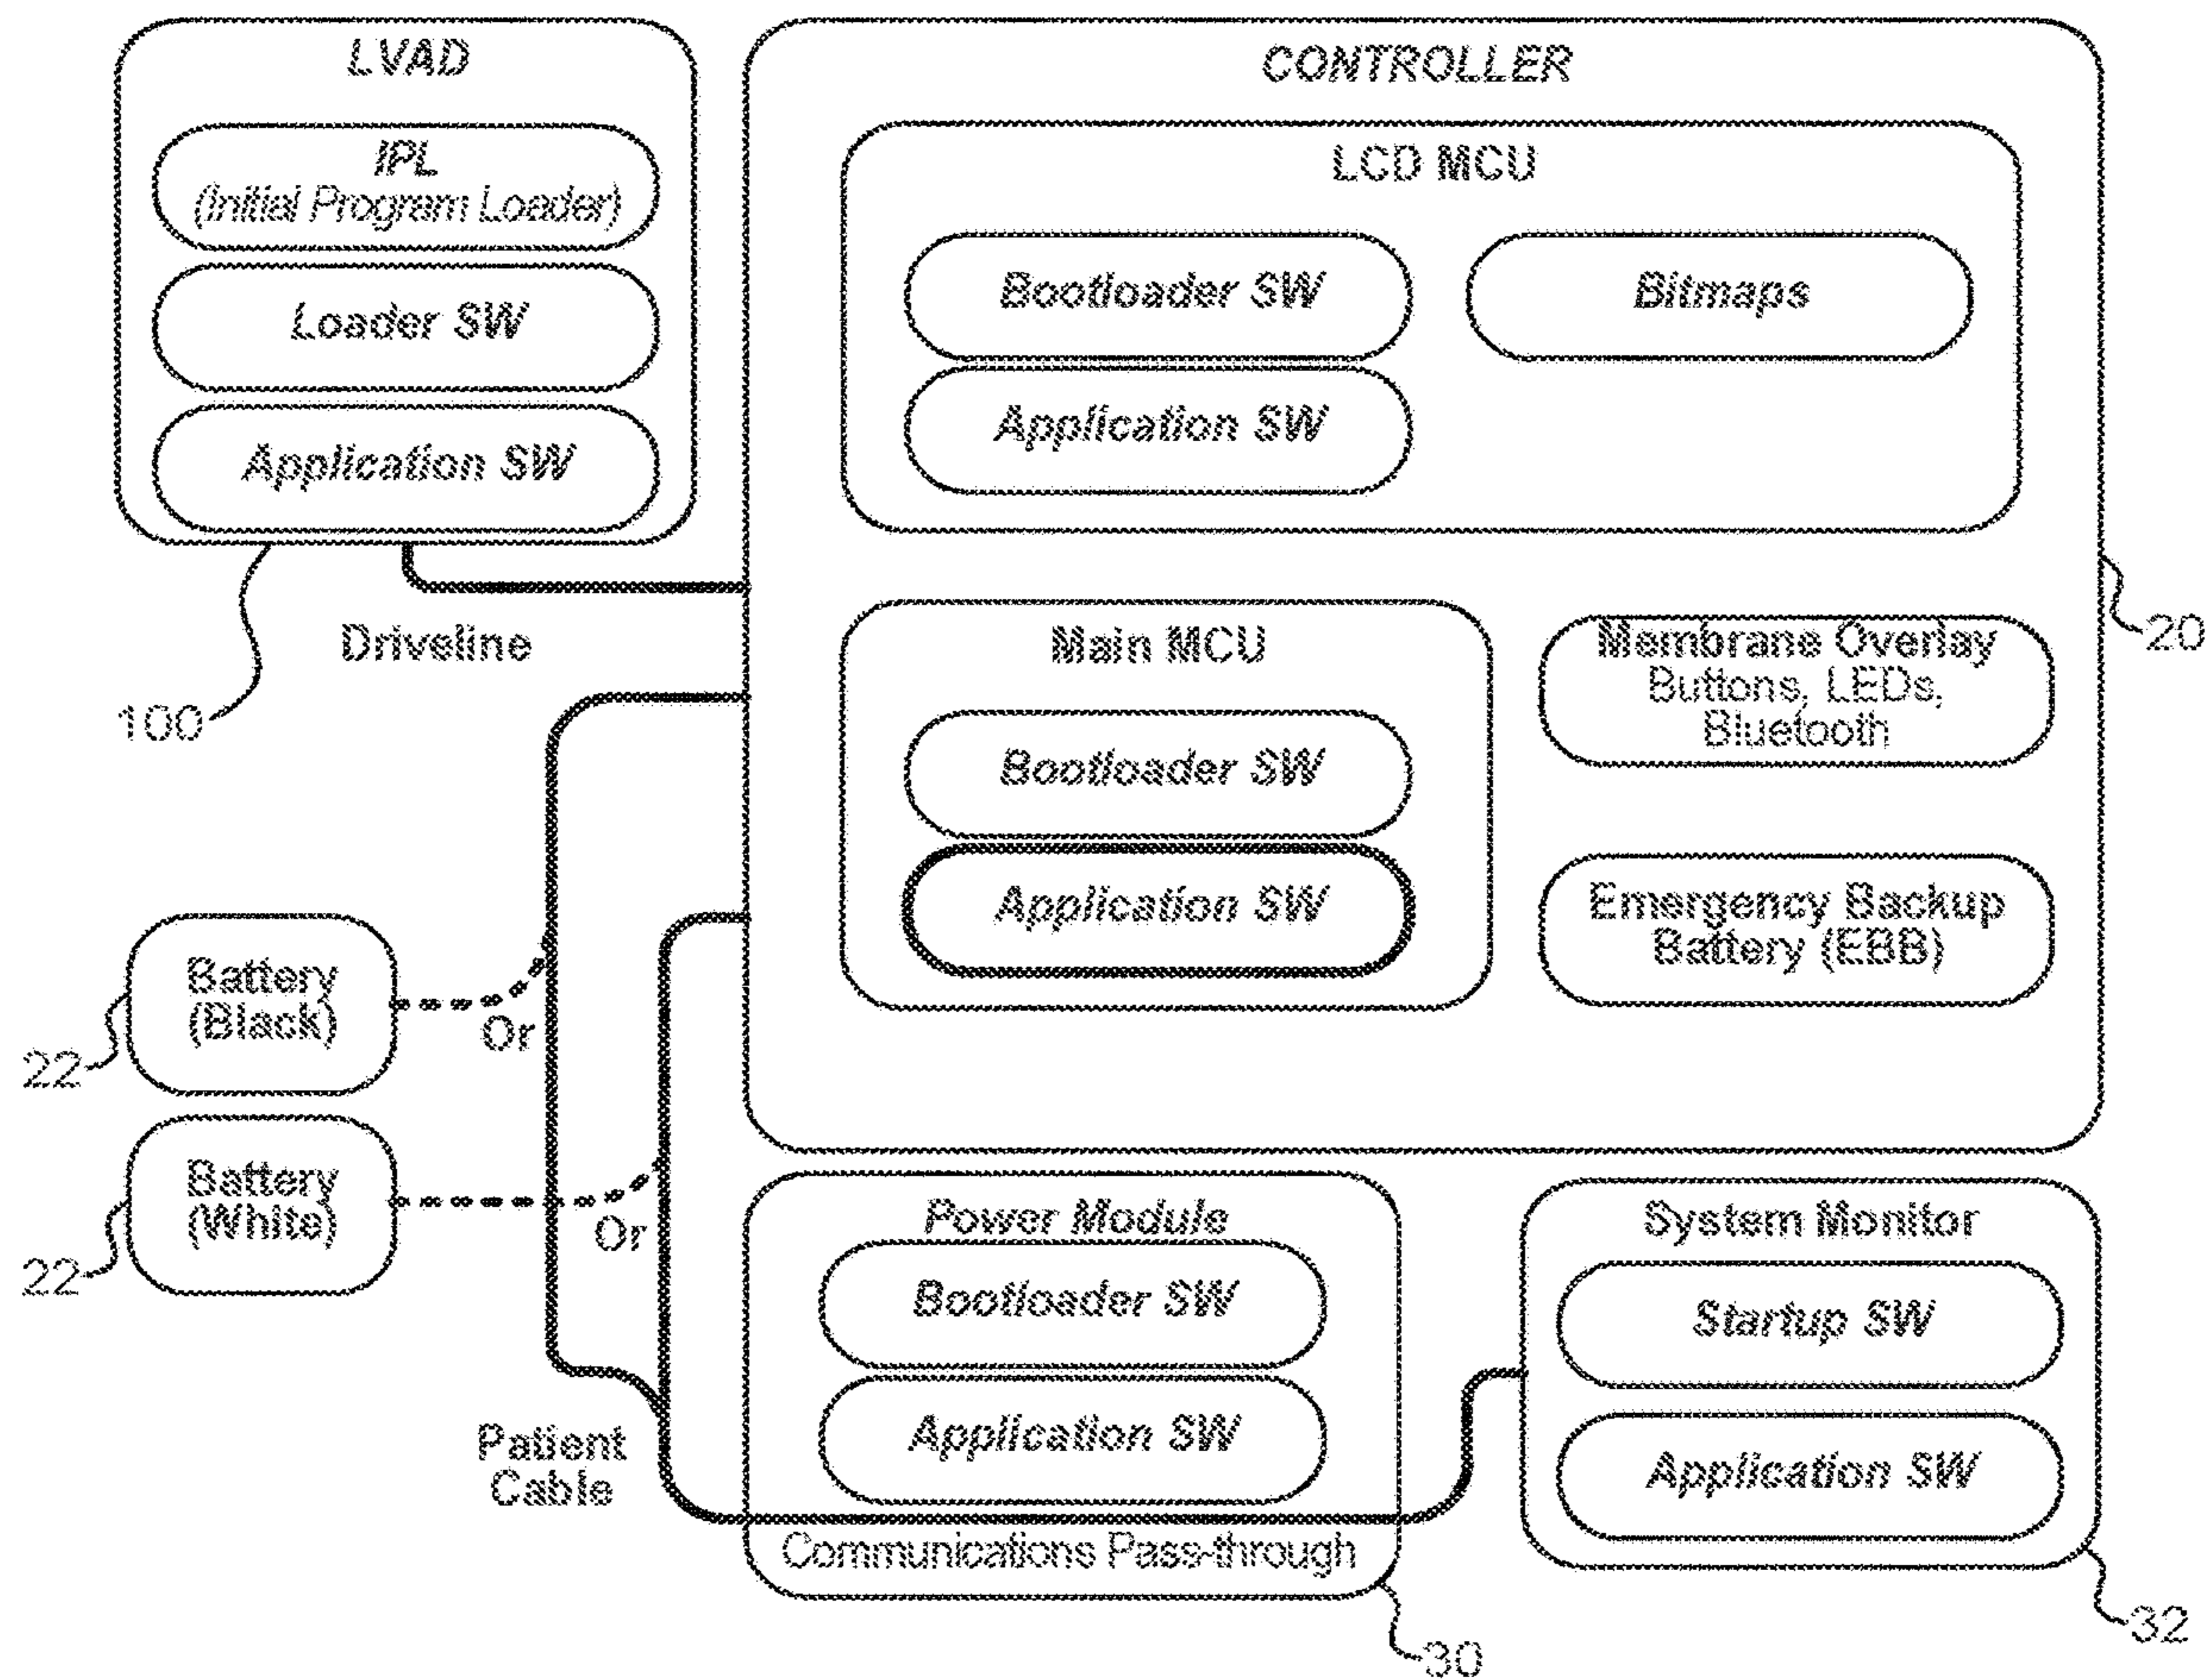 LVAD
IPL
(Initial Program Loader)
Loader SW
Application SW
100
Driveline
CONTROLLER
LCD MCU
Bootloader SW
Bitmaps
Application SW
20
Main MCU
Bootloader SW
Application SW
Membrane Overlay
Buttons, LEDs,
Bluetooth
Emergency Backup
Battery (EBB)
Battery
(Black)
22
Or
Battery
(White)
22
Or
Patient
Cable
Power Module
Bootloader SW
Application SW
Communications Pass-through
30
System Monitor
Startup SW
Application SW
32